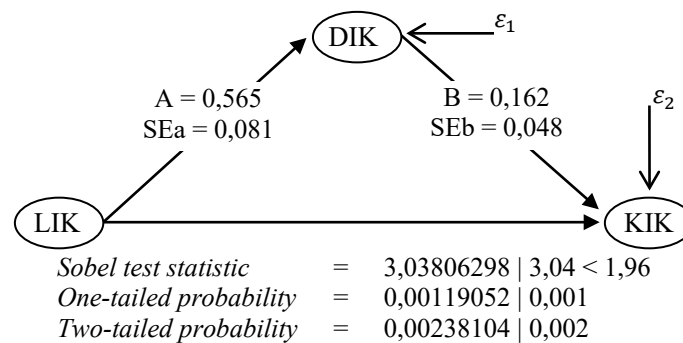 DIK
ε₁
A = 0,565
SEa = 0,081
B = 0,162
SEb = 0,048
ε₂
LIK
KIK
Sobel test statistic = 3,03806298 | 3,04 < 1,96
One-tailed probability = 0,00119052 | 0,001
Two-tailed probability = 0,00238104 | 0,002